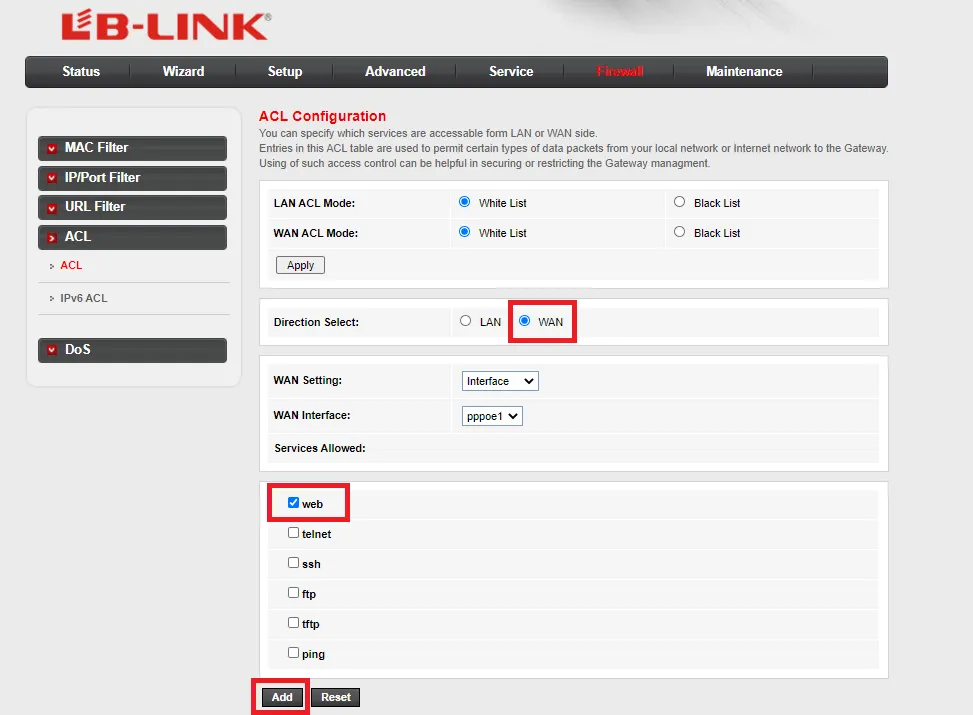 LB-LINK®
Status Wizard Setup Advanced Service Firewall Maintenance
MAC Filter
IP/Port Filter
URL Filter
ACL
ACL
IPv6 ACL
DoS
ACL Configuration
You can specify which services are accessable form LAN or WAN side.
Entries in this ACL table are used to permit certain types of data packets from your local network or Internet network to the Gateway.
Using of such access control can be helpful in securing or restricting the Gateway managment.
LAN ACL Mode: White List Black List
WAN ACL Mode: White List Black List
Apply
Direction Select: LAN WAN
WAN Setting: Interface
WAN Interface: pppoe1
Services Allowed:
web
telnet
ssh
ftp
tftp
ping
Add Reset